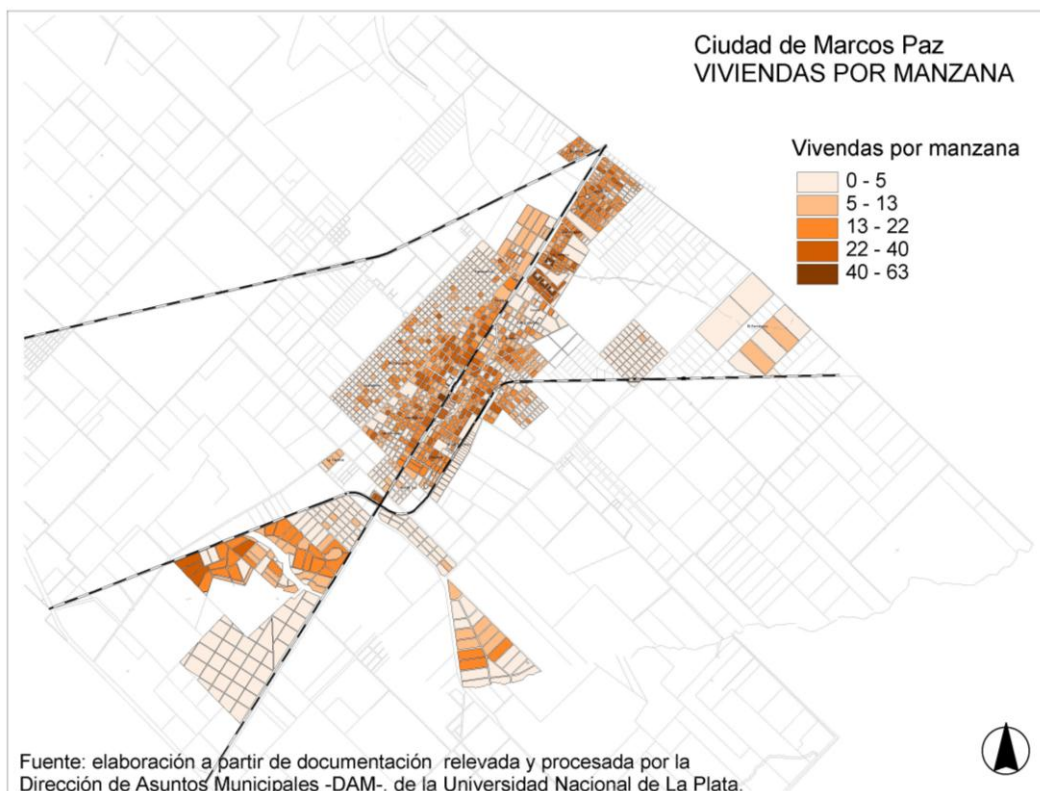 Ciudad de Marcos Paz
VIVIENDAS POR MANZANA
Vivendas por manzana
0 - 5
5 - 13
13 - 22
22 - 40
40 - 63
Fuente: elaboración a partir de documentación relevada y procesada por la
Dirección de Asuntos Municipales -DAM-, de la Universidad Nacional de La Plata.